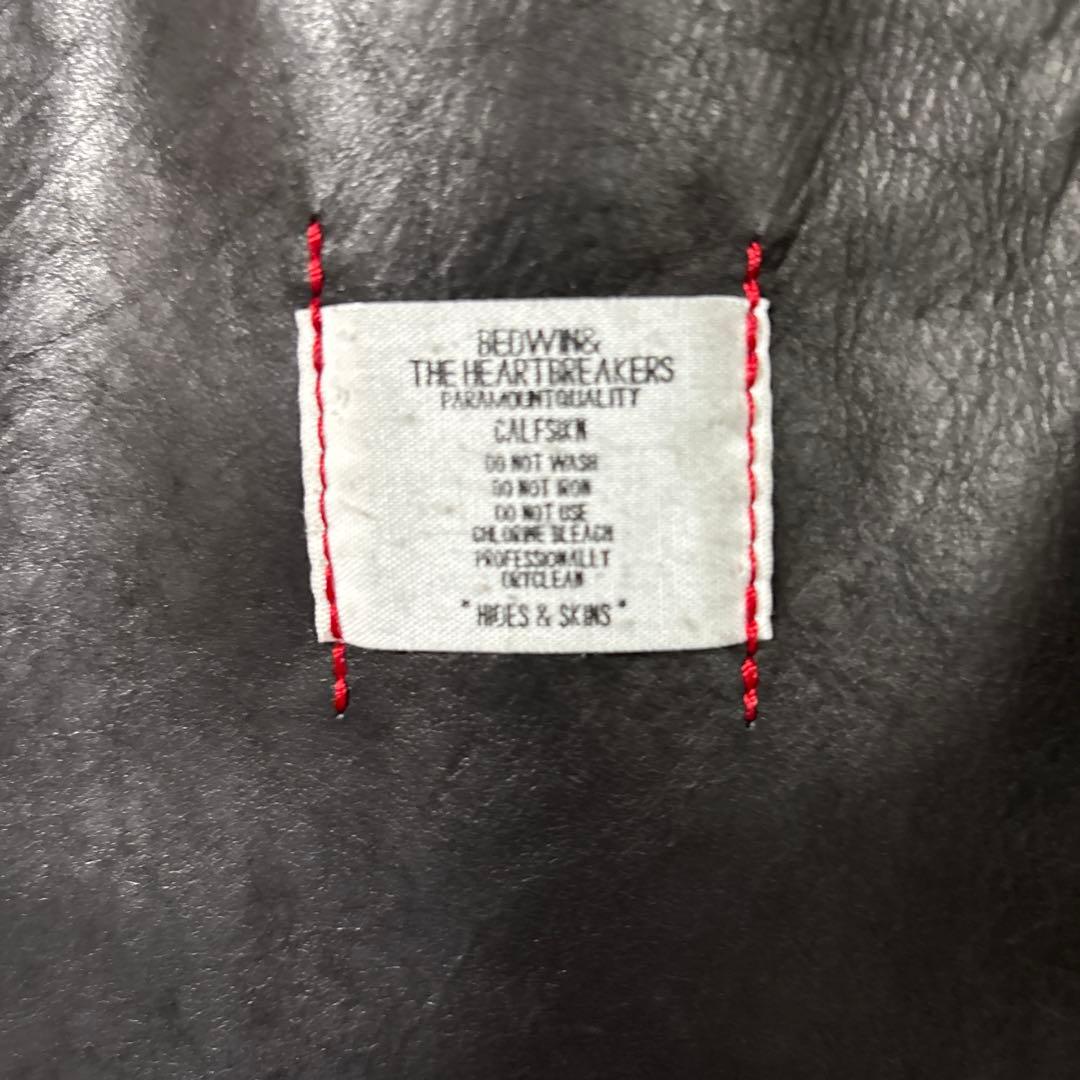 BEDWIN&
THE HEARTBREAKERS
PARAMOUNTQUALITY
CALFSKIN
DO NOT WASH
DO NOT IRON
DO NOT USE
CHLORINE BLEACH
PROFESSIONALLY
DRYCLEAN
"HIDES & SKINS"